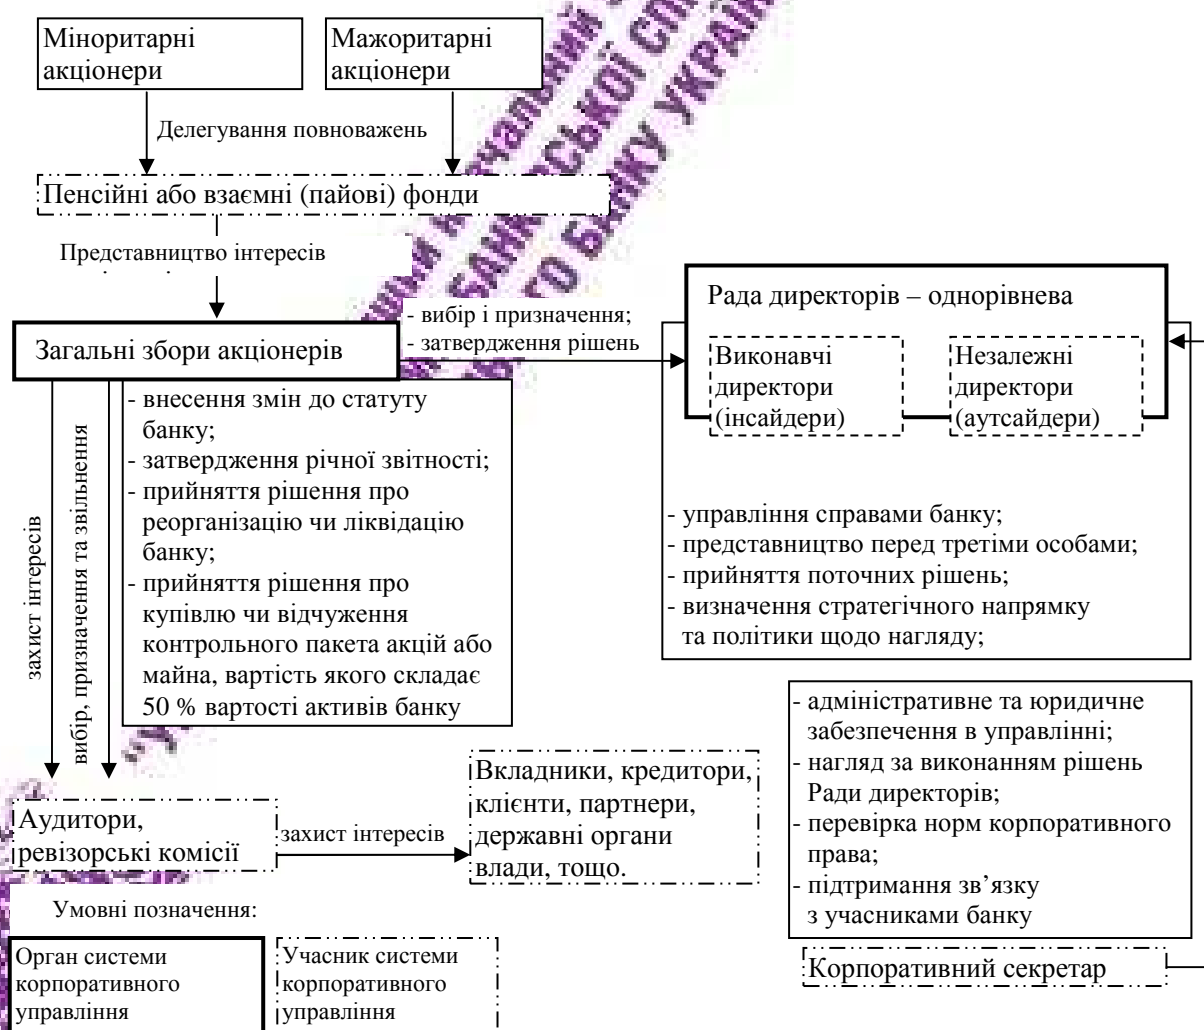 Міноритарні
акціонери
Мажоритарні
акціонери
Делегування повноважень
Пенсійні або взаємні (пайові) фонди
Представництво інтересів
Загальні збори акціонерів
- вибір і призначення;
- затвердження рішень
Рада директорів – однорівнева
Виконавчі
директори
(інсайдери)
Незалежні
директори
(аутсайдери)
- внесення змін до статуту
банку;
- затвердження річної звітності;
- прийняття рішення про
реорганізацію чи ліквідацію
банку;
- прийняття рішення про
купівлю чи відчуження
контрольного пакета акцій або
майна, вартість якого складає
50 % вартості активів банку
захист інтересів
вибір, призначення та звільнення
- управління справами банку;
- представництво перед третіми особами;
- прийняття поточних рішень;
- визначення стратегічного напрямку
та політики щодо нагляду;
- адміністративне та юридичне
забезпечення в управлінні;
- нагляд за виконанням рішень
Ради директорів;
- перевірка норм корпоративного
права;
- підтримання зв’язку
з учасниками банку
Корпоративний секретар
Аудитори,
ревізорські комісії
захист інтересів
Вкладники, кредитори,
клієнти, партнери,
державні органи
влади, тощо.
Умовні позначення:
Орган системи
корпоративного
управління
Учасник системи
корпоративного
управління
БАНКУ УКРАЇН